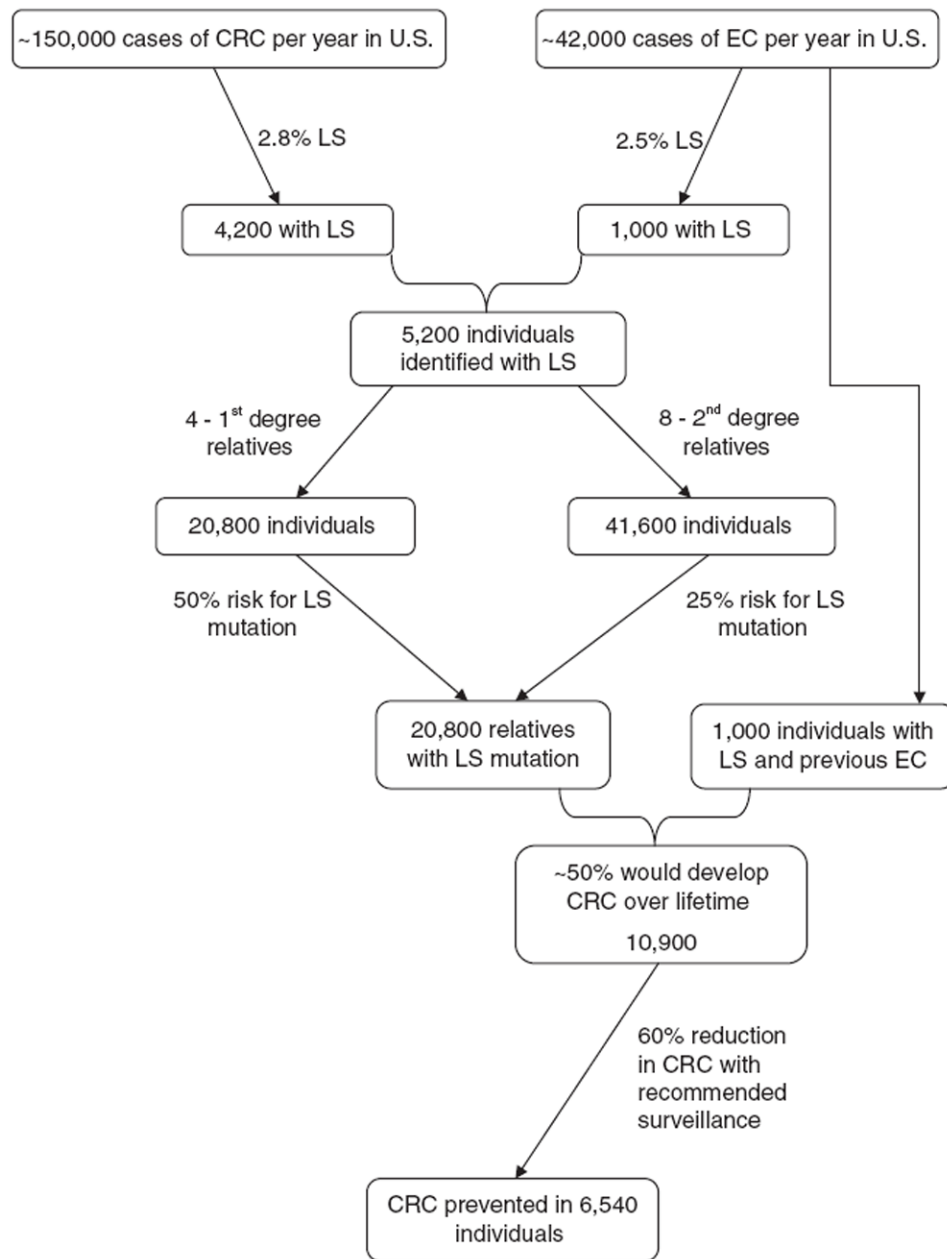 ~150,000 cases of CRC per year in U.S.
~42,000 cases of EC per year in U.S.
2.8% LS
2.5% LS
4,200 with LS
1,000 with LS
5,200 individuals
identified with LS
4 - 1st degree
relatives
8 - 2nd degree
relatives
20,800 individuals
41,600 individuals
50% risk for LS
mutation
25% risk for LS
mutation
20,800 relatives
with LS mutation
1,000 individuals with
LS and previous EC
~50% would develop
CRC over lifetime
10,900
60% reduction
in CRC with
recommended
surveillance
CRC prevented in 6,540
individuals